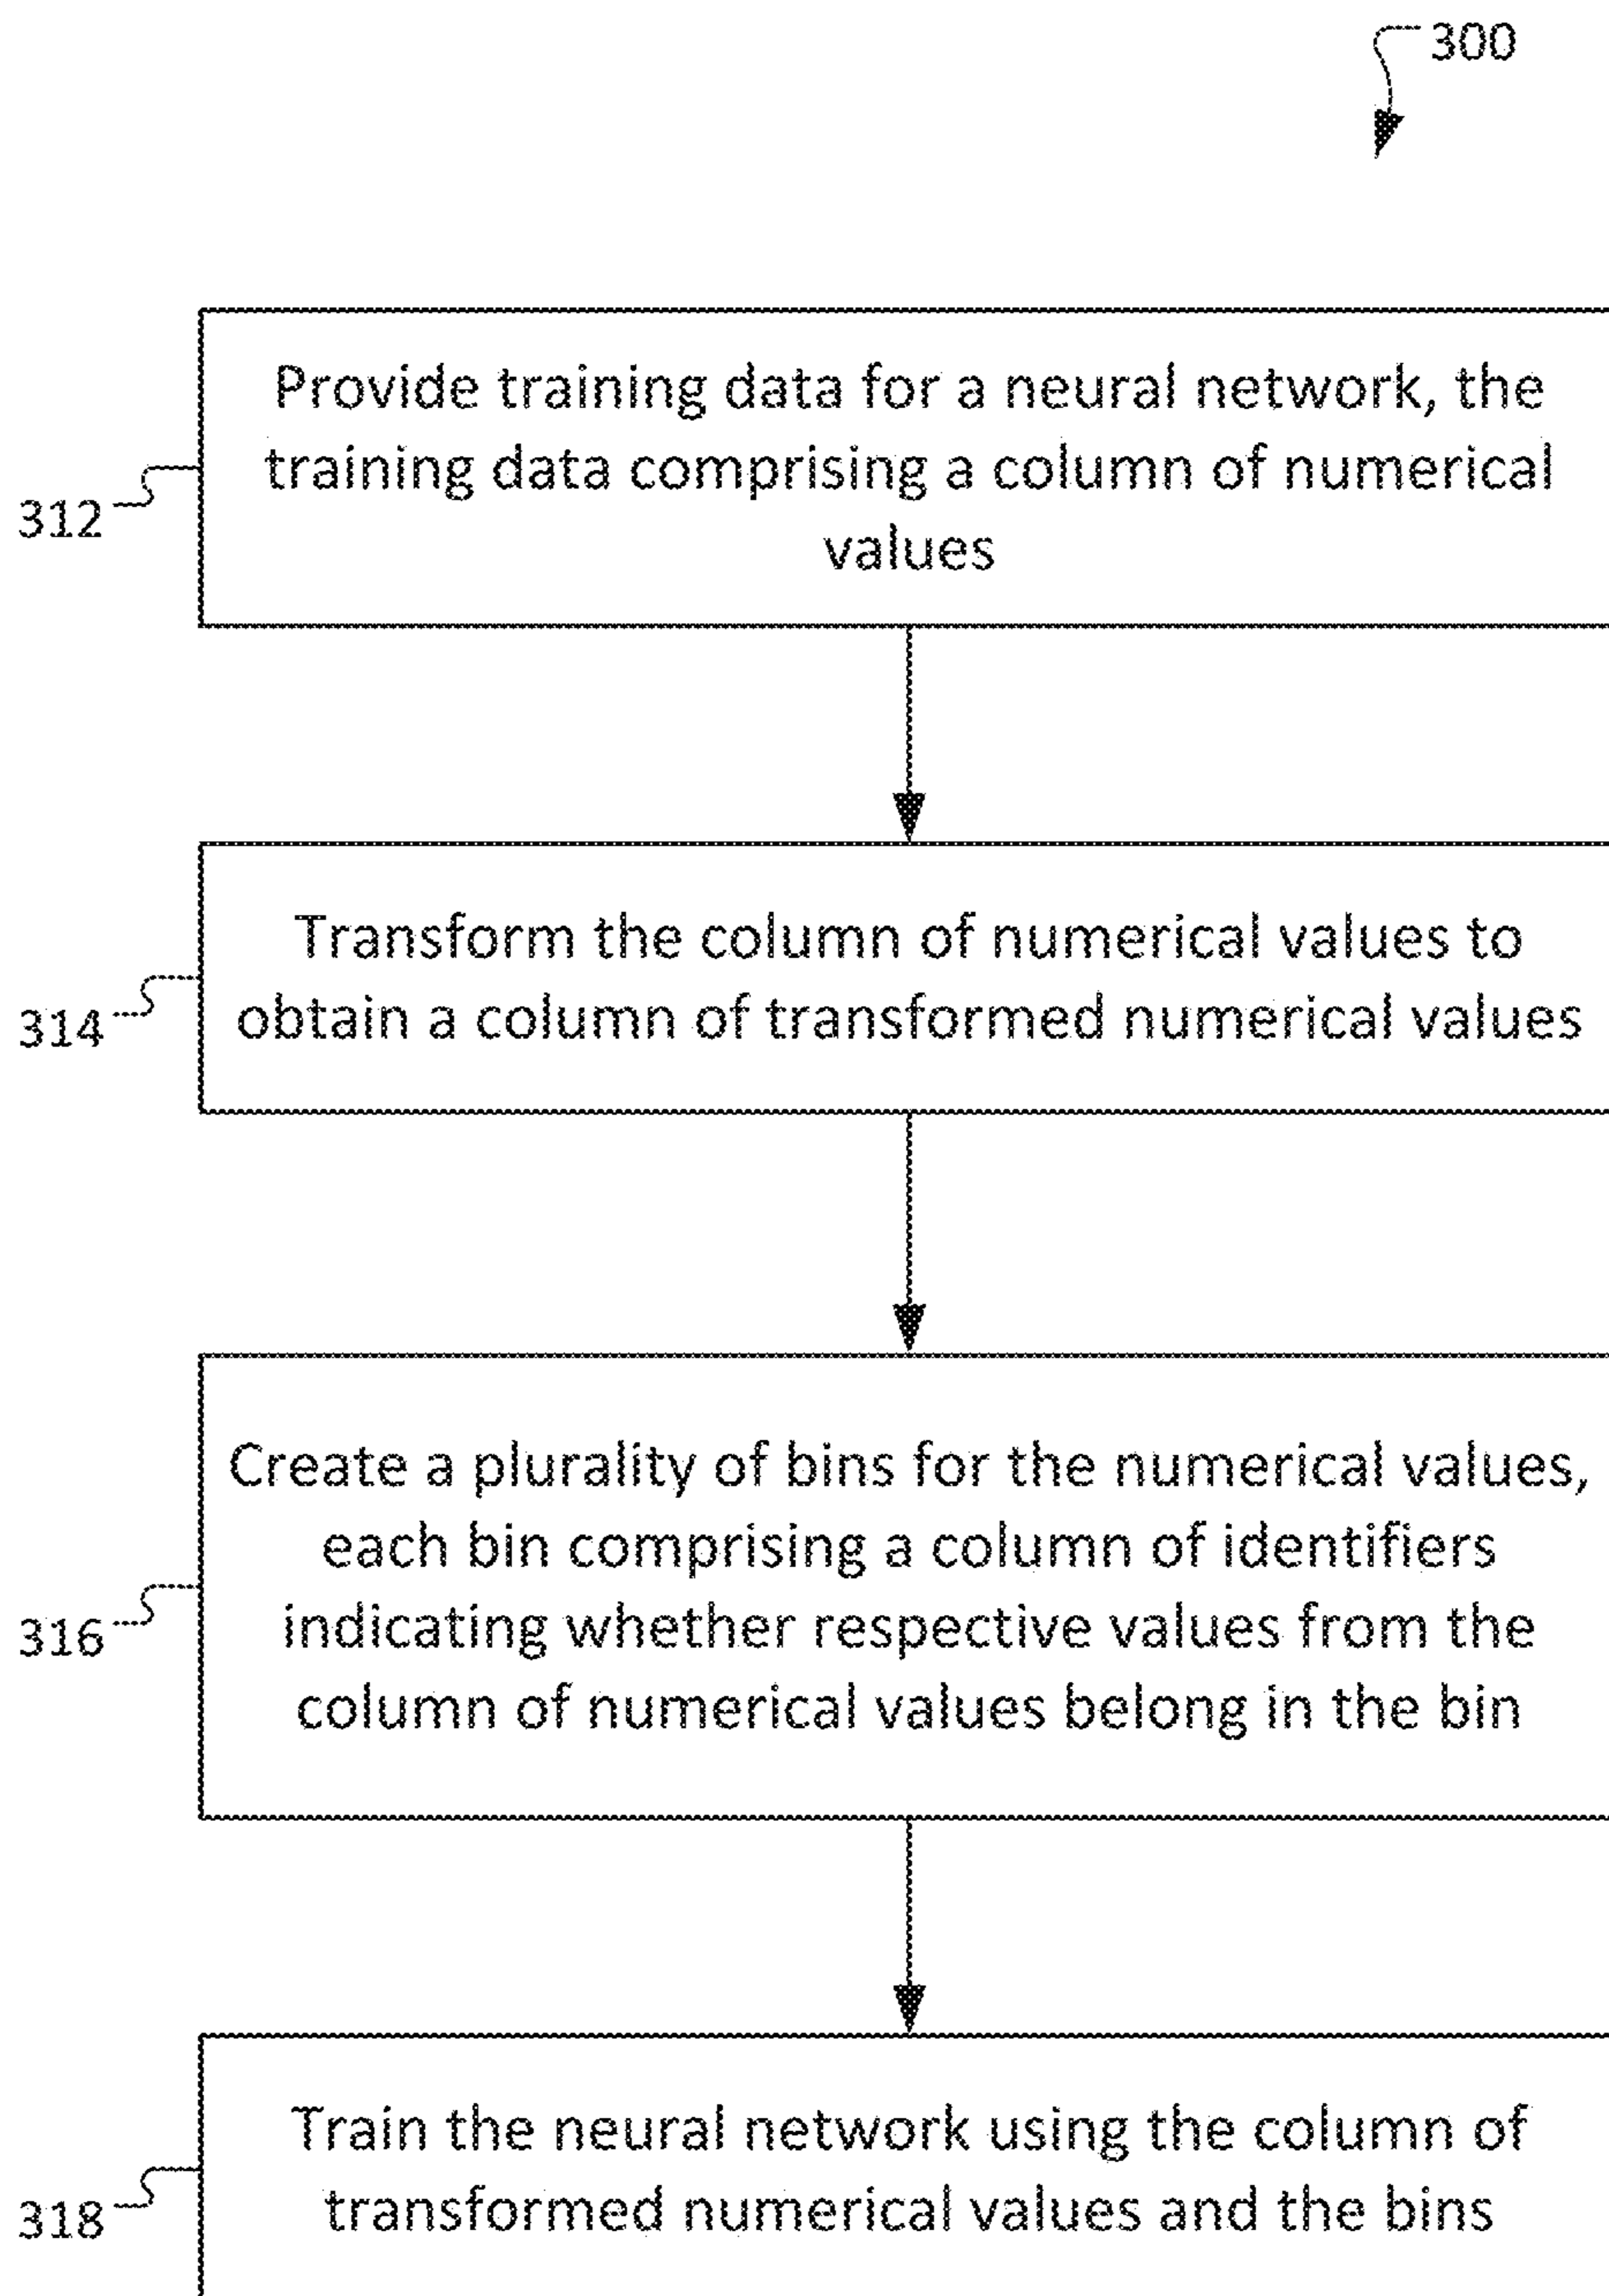 300
Provide training data for a neural network, the
training data comprising a column of numerical
values
312
Transform the column of numerical values to
obtain a column of transformed numerical values
314
Create a plurality of bins for the numerical values,
each bin comprising a column of identifiers
indicating whether respective values from the
column of numerical values belong in the bin
316
Train the neural network using the column of
transformed numerical values and the bins
318